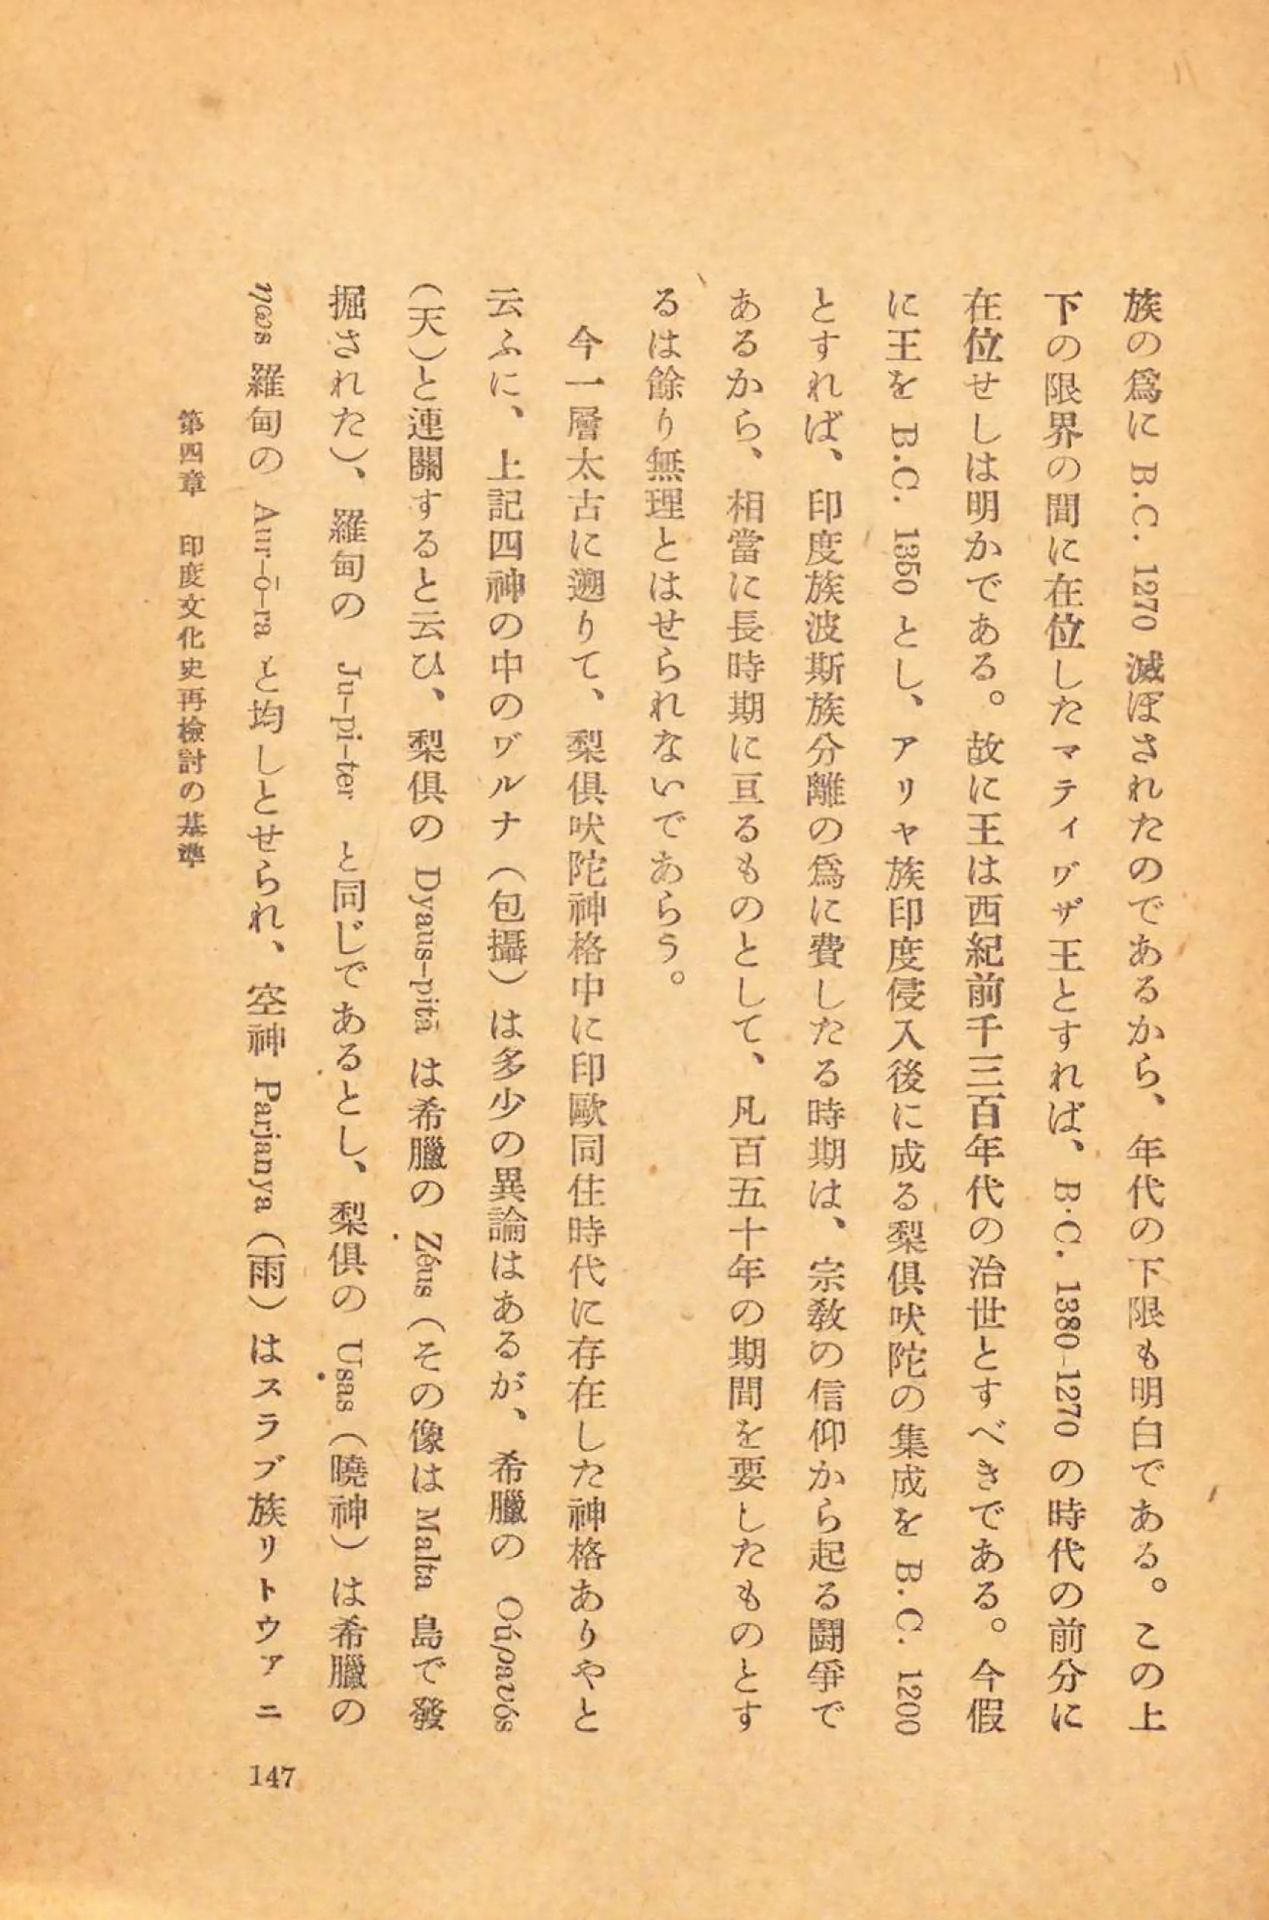 族の爲に B.C. 1270 滅ぼされたのであるから、年代の下限も明白である。この上
下の限界の間に在位したマティヷザ王とすれば、B.C. 1380-1270 の時代の前分に
在位せしは明かである。故に王は西紀前千三百年代の治世とすべきである。今假
に王を B.C. 1350 とし、アリヤ族印度侵入後に成る梨俱吠陀の集成を B.C. 1200
とすれば、印度族波斯族分離の爲に費したる時期は、宗教の信仰から起る鬪爭で
あるから、相當に長時期に亘るものとして、凡百五十年の期間を要したものとす
るは餘り無理とはせられないであらう。
今一層太古に遡りて、梨俱吠陀神格中に印歐同住時代に存在した神格ありやと
云ふに、上記四神の中のヷルナ（包攝）は多少の異論はあるが、希臘の Οὐρανός
（天）と連關すると云ひ、梨俱の Dyaus-pitā は希臘の Zéus（その像は Malta 島で發
掘された）、羅甸の Ju-pi-ter と同じであるとし、梨俱の Uṣas（曉神）は希臘の
ηωs 羅甸の Aur-ō-ra と均しとせられ、空神 Parjanya（雨）はスラブ族リトウアニ
第四章　印度文化史再檢討の基準
147